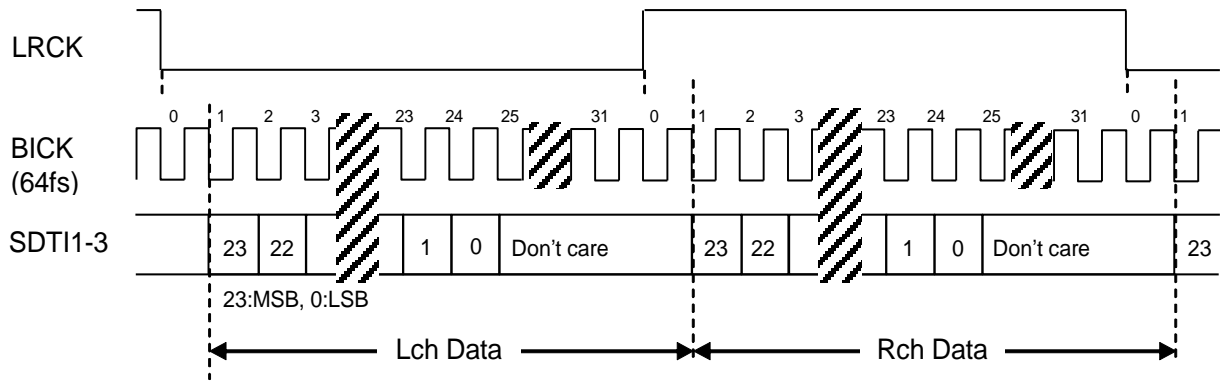 LRCK
0 1 2 3 23 24 25 31 0 1 2 3 23 24 25 31 0 1
BICK
(64fs)
SDTI1-3
23 22 1 0 Don't care 23 22 1 0 Don't care 23
23:MSB, 0:LSB
Lch Data Rch Data